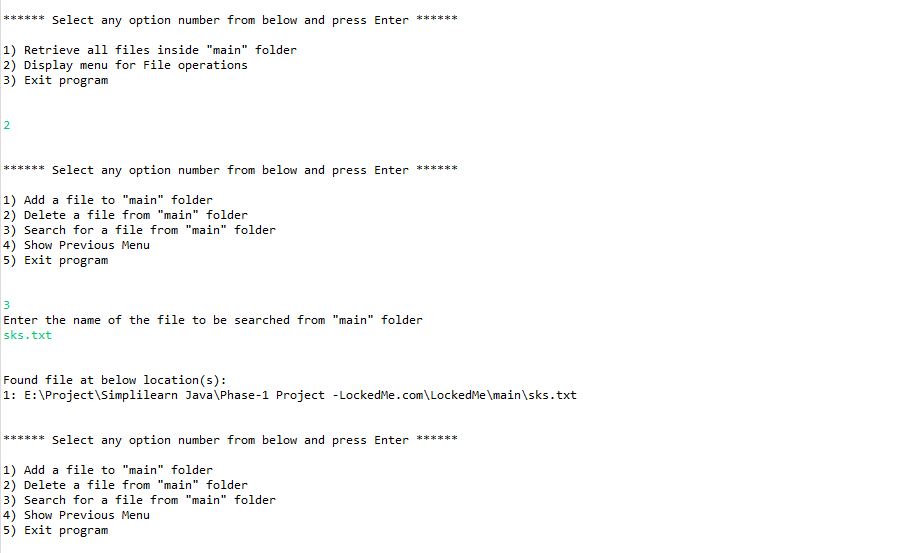 ****** Select any option number from below and press Enter ******
1) Retrieve all files inside "main" folder
2) Display menu for File operations
3) Exit program
2
****** Select any option number from below and press Enter ******
1) Add a file to "main" folder
2) Delete a file from "main" folder
3) Search for a file from "main" folder
4) Show Previous Menu
5) Exit program
3
Enter the name of the file to be searched from "main" folder
sks.txt
Found file at below location(s):
1: E:\Project\Simplilearn Java\Phase-1 Project -LockedMe.com\LockedMe\main\sks.txt
****** Select any option number from below and press Enter ******
1) Add a file to "main" folder
2) Delete a file from "main" folder
3) Search for a file from "main" folder
4) Show Previous Menu
5) Exit program